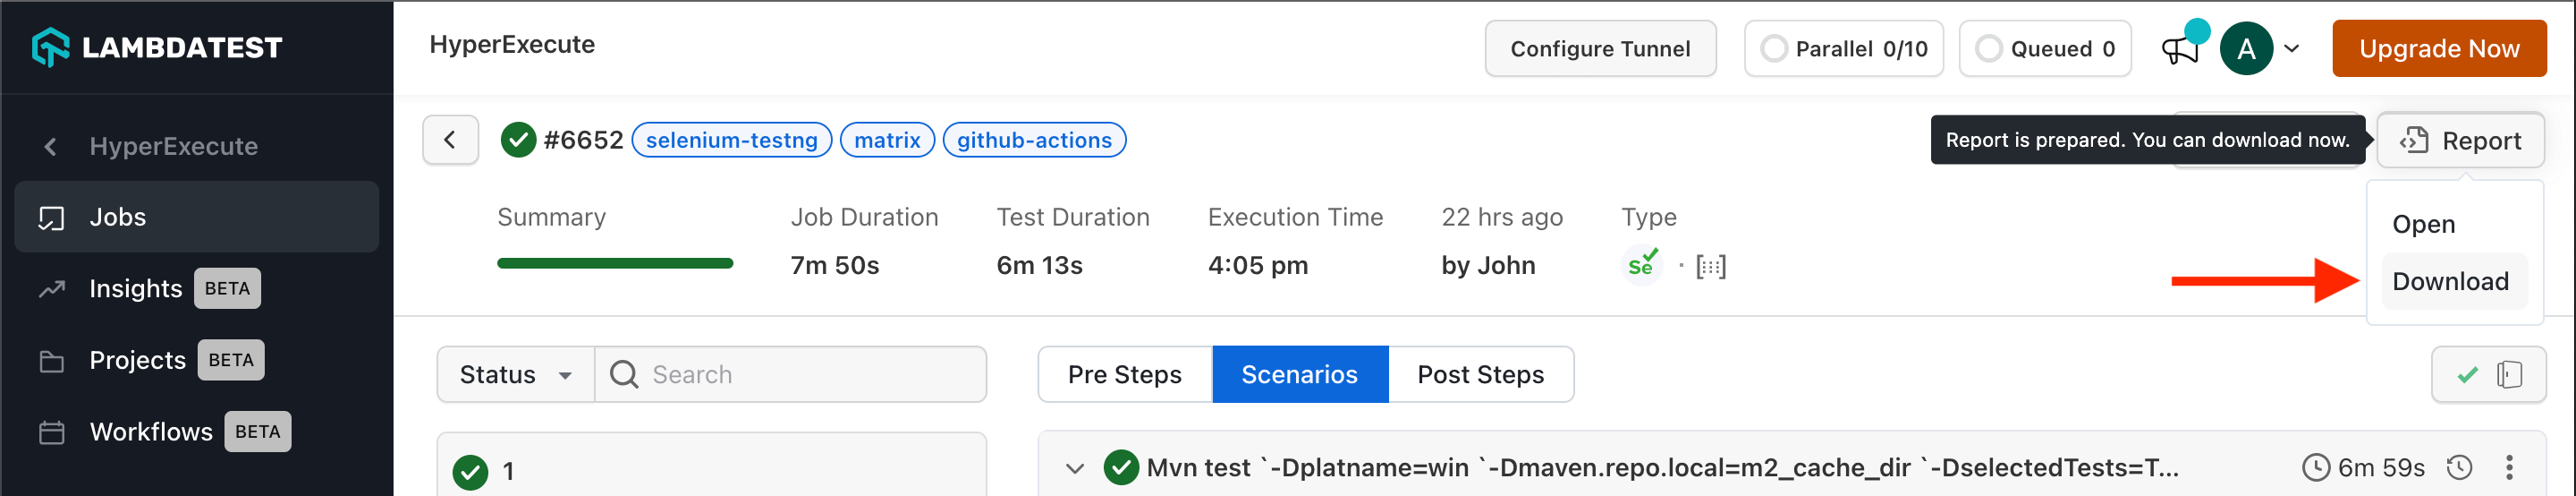 LAMBDATEST
HyperExecute
Configure Tunnel
Parallel 0/10
Queued 0
A
Upgrade Now
HyperExecute
Jobs
Insights BETA
Projects BETA
Workflows BETA
#6652 selenium-testng matrix github-actions
Report is prepared. You can download now.
Report
Open
Download
Summary
Job Duration
7m 50s
Test Duration
6m 13s
Execution Time
4:05 pm
22 hrs ago
by John
Type
Se
Status
Search
Pre Steps
Scenarios
Post Steps
1
Mvn test `-Dplatname=win `-Dmaven.repo.local=m2_cache_dir `-DselectedTests=T...
6m 59s